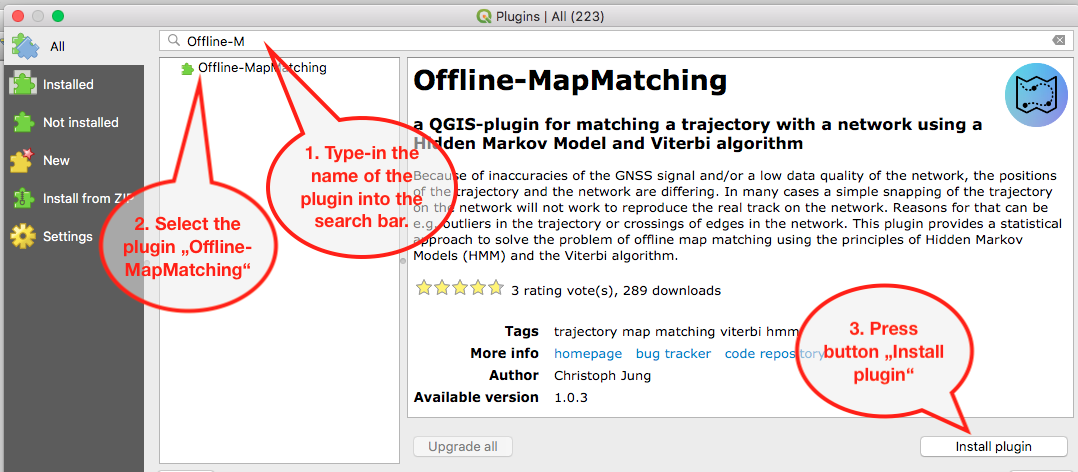 Plugins | All (223)
All
Installed
Not installed
New
Install from ZIP
Settings
Offline-M
Offline-MapMatching
1. Type-in the
name of the
plugin into the
search bar.
2. Select the
plugin „Offline-
MapMatching“
Offline-MapMatching
a QGIS-plugin for matching a trajectory with a network using a
Hidden Markov Model and Viterbi algorithm
Because of inaccuracies of the GNSS signal and/or a low data quality of the network, the positions
of the trajectory and the network are differing. In many cases a simple snapping of the trajectory
on the network will not work to reproduce the real track on the network. Reasons for that can be
e.g. outliers in the trajectory or crossings of edges in the network. This plugin provides a statistical
approach to solve the problem of offline map matching using the principles of Hidden Markov
Models (HMM) and the Viterbi algorithm.
3 rating vote(s), 289 downloads
Tags trajectory map matching viterbi hmm
More info homepage bug tracker code repository
Author Christoph Jung
Available version 1.0.3
3. Press
button „Install
plugin“
Upgrade all
Install plugin